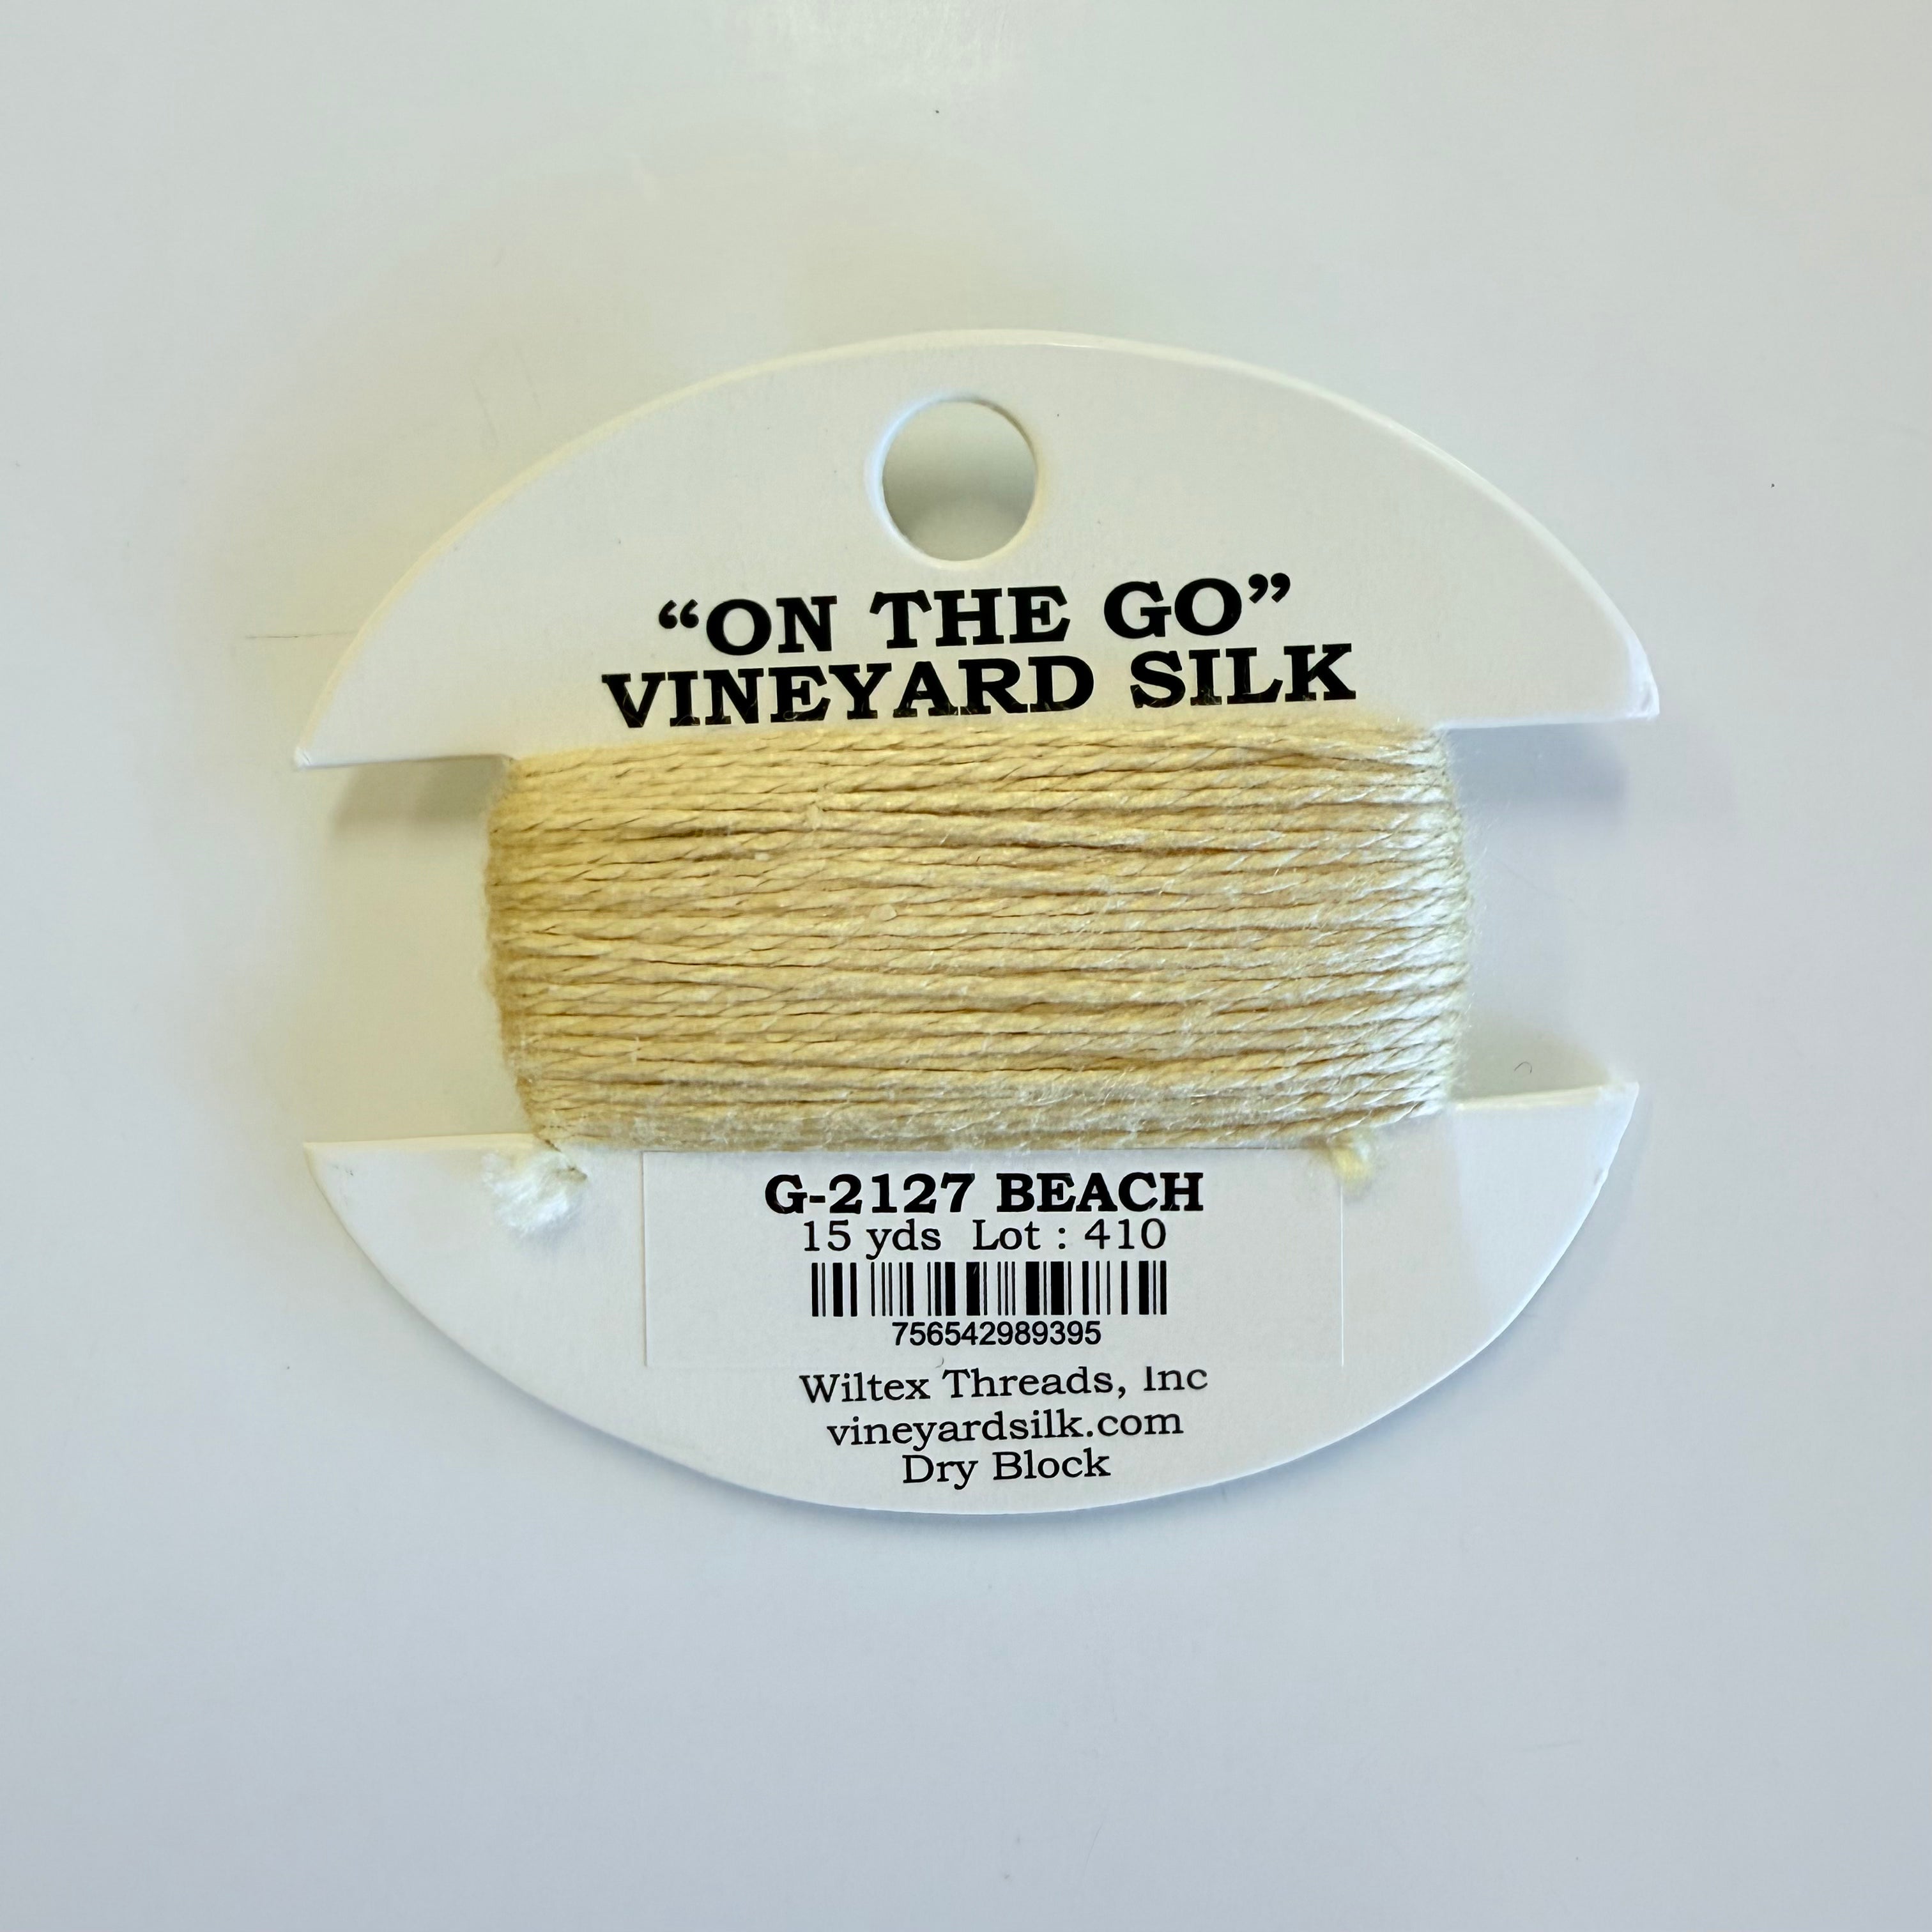 “ON THE GO”
VINEYARD SILK
G-2127 BEACH
15 yds Lot : 410
756542989395
Wiltex Threads, Inc
vineyardsilk.com
Dry Block